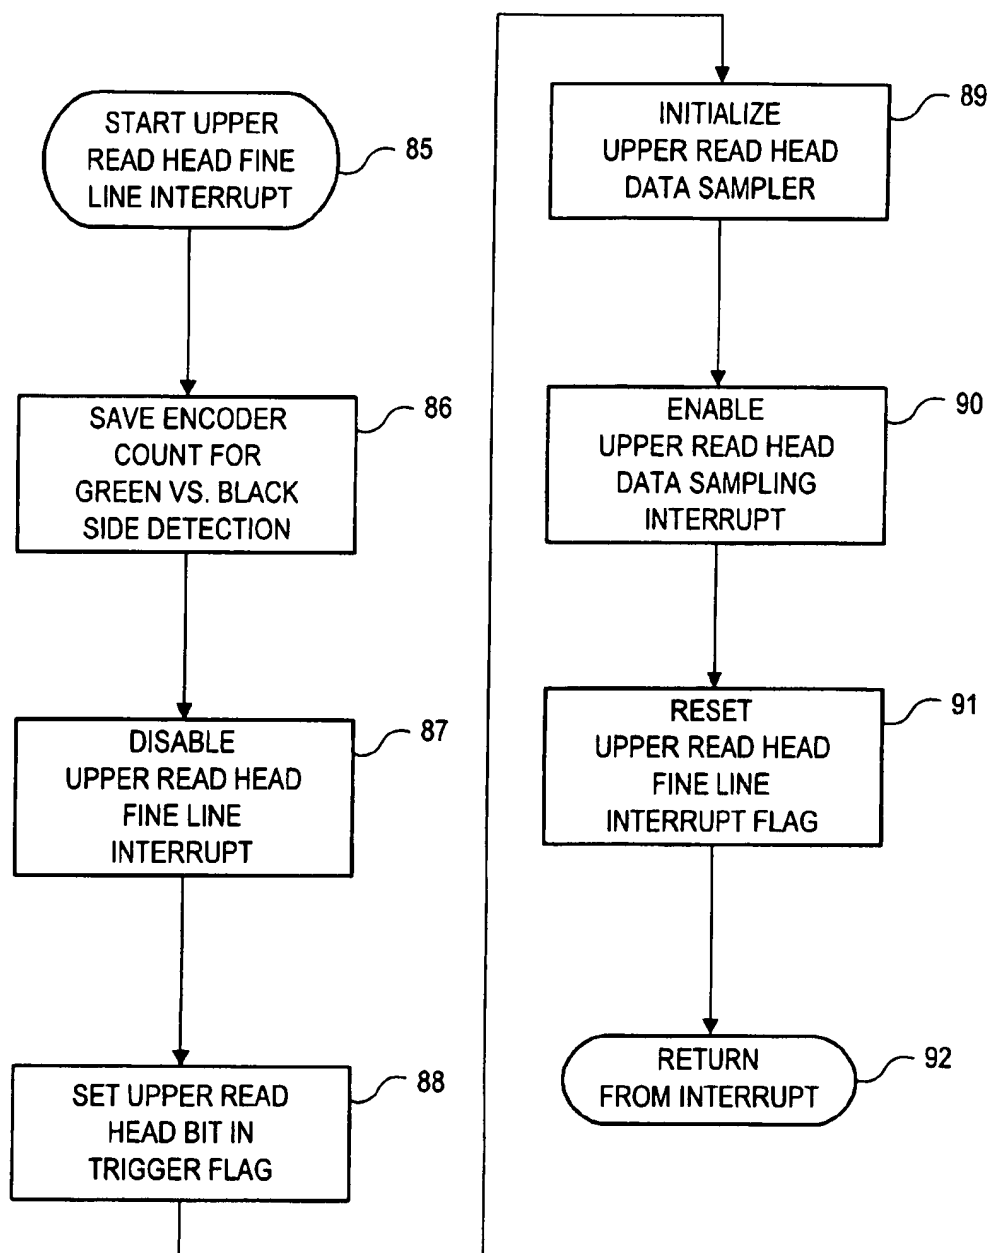 START UPPER
READ HEAD FINE
LINE INTERRUPT
85
SAVE ENCODER
COUNT FOR
GREEN VS. BLACK
SIDE DETECTION
86
DISABLE
UPPER READ HEAD
FINE LINE
INTERRUPT
87
SET UPPER READ
HEAD BIT IN
TRIGGER FLAG
88
INITIALIZE
UPPER READ HEAD
DATA SAMPLER
89
ENABLE
UPPER READ HEAD
DATA SAMPLING
INTERRUPT
90
RESET
UPPER READ HEAD
FINE LINE
INTERRUPT FLAG
91
RETURN
FROM INTERRUPT
92